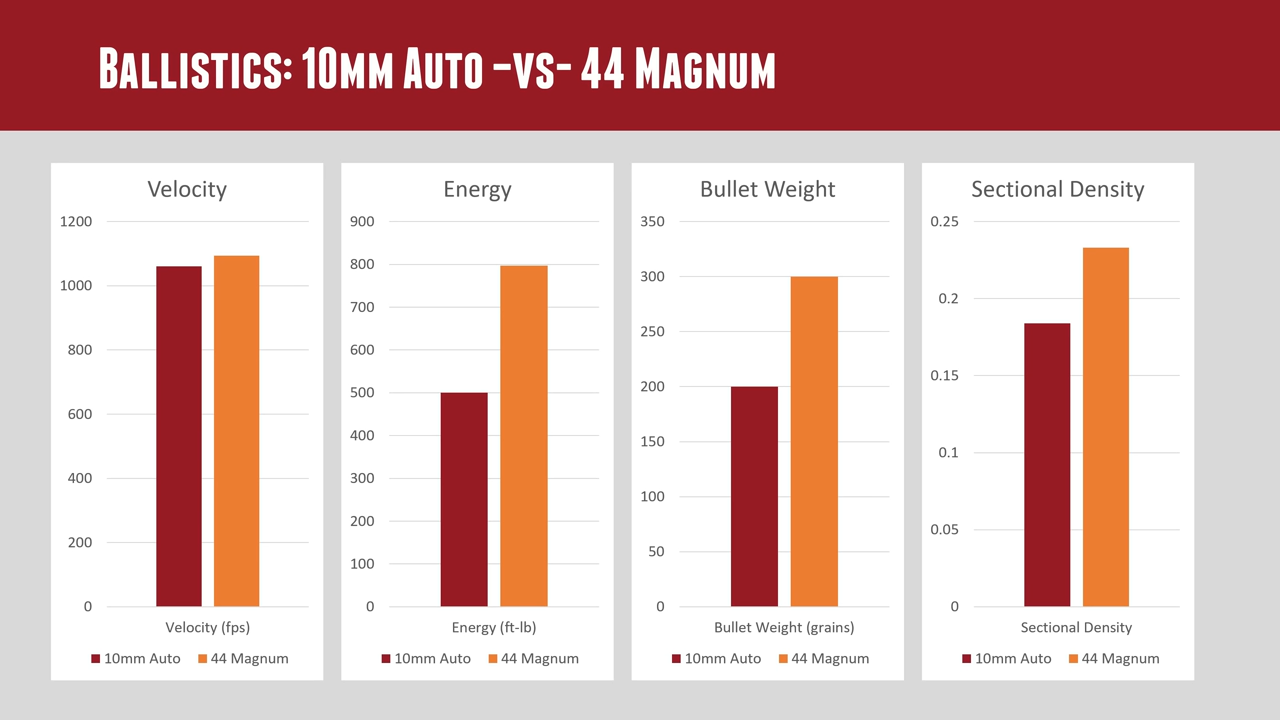 Ballistics: 10mm Auto –vs- 44 Magnum
Velocity
1200
1000
800
600
400
200
0
Velocity (fps)
10mm Auto 44 Magnum
Energy
900
800
700
600
500
400
300
200
100
0
Energy (ft-lb)
10mm Auto 44 Magnum
Bullet Weight
350
300
250
200
150
100
50
0
Bullet Weight (grains)
10mm Auto 44 Magnum
Sectional Density
0.25
0.2
0.15
0.1
0.05
0
Sectional Density
10mm Auto 44 Magnum